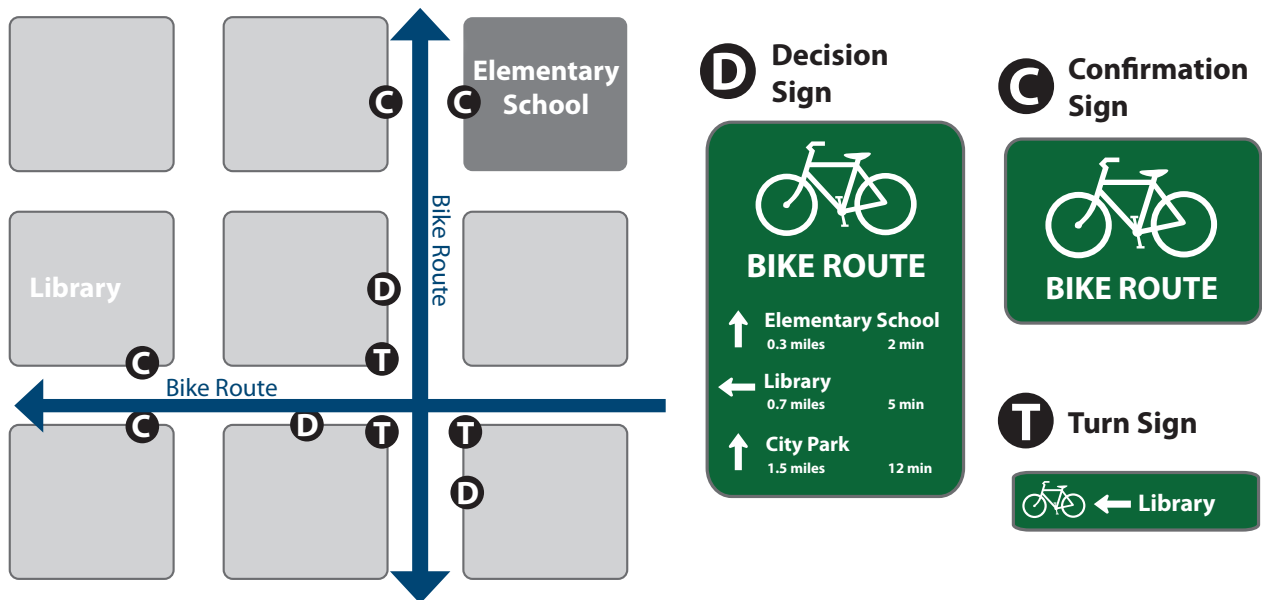 Elementary
School
C
C
Bike Route
D
Library
T
C
Bike Route
C
D
T
T
D
D
Decision
Sign
BIKE ROUTE
Elementary School
0.3 miles 2 min
Library
0.7 miles 5 min
City Park
1.5 miles 12 min
C
Confirmation
Sign
BIKE ROUTE
T
Turn Sign
Library